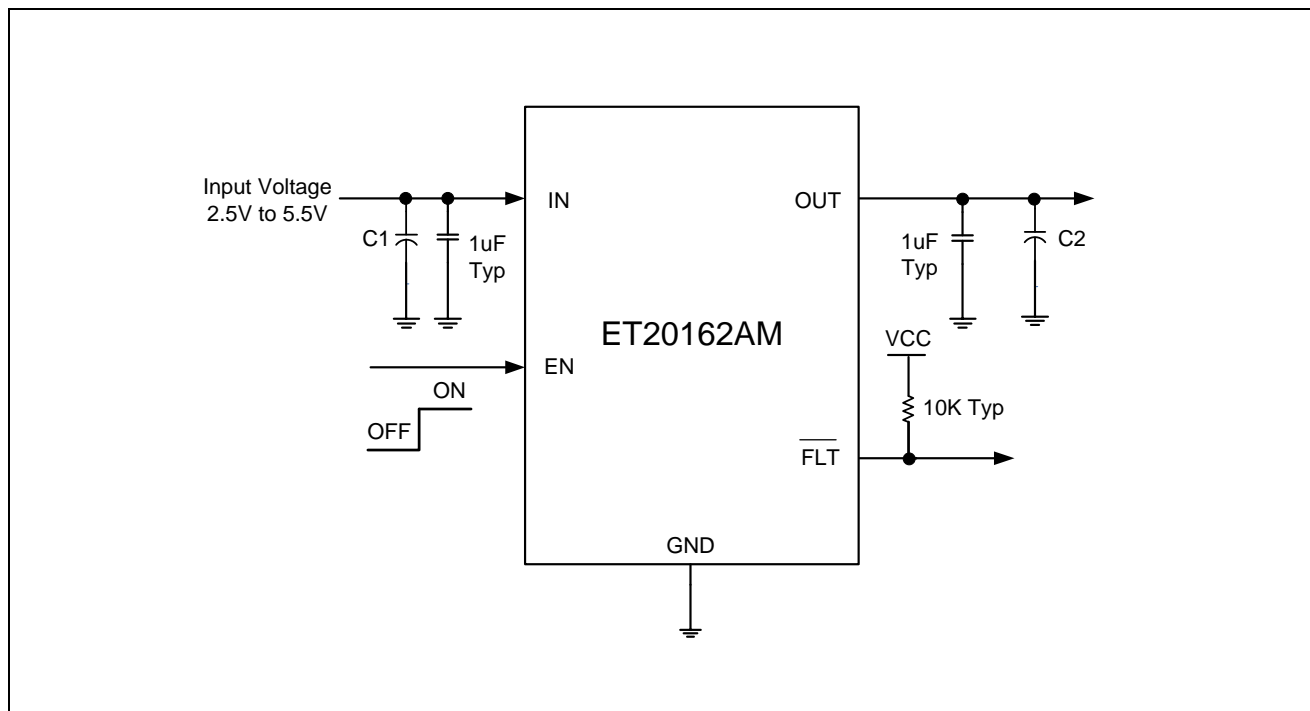 Input Voltage
2.5V to 5.5V
C1
1uF
Typ
IN
OUT
1uF
Typ
C2
ET20162AM
VCC
EN
ON
OFF
10K Typ
FLT
GND